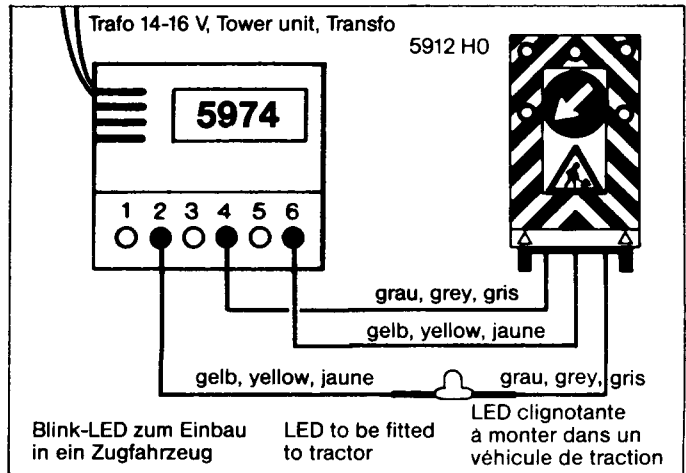 Trafo 14-16 V, Tower unit, Transfo
5912 H0
5974
1 2 3 4 5 6
grau, grey, gris
gelb, yellow, jaune
gelb, yellow, jaune
grau, grey, gris
Blink-LED zum Einbau
in ein Zugfahrzeug
LED to be fitted
to tractor
LED clignotante
à monter dans un
véhicule de traction